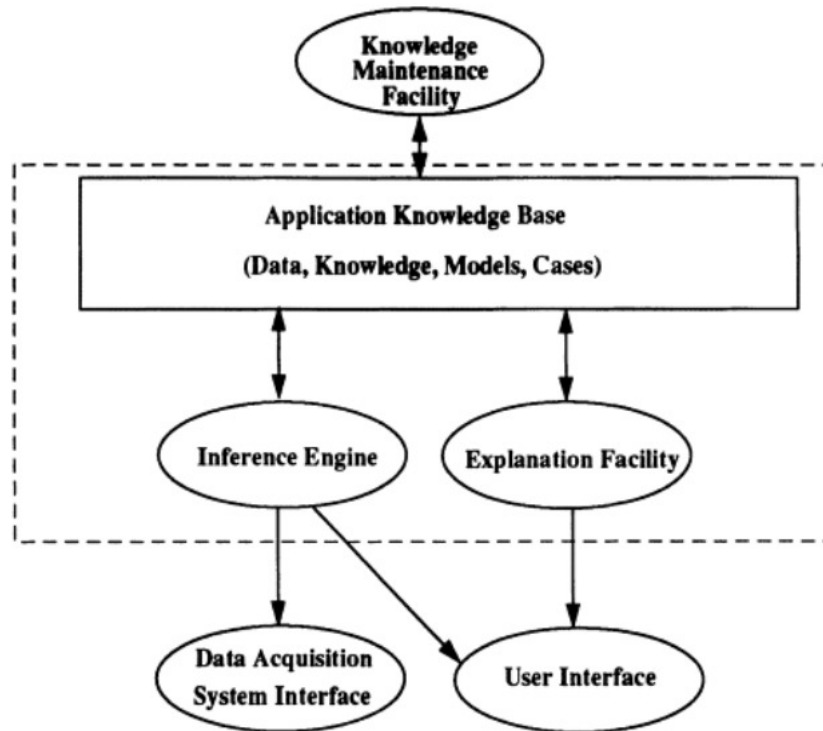 Knowledge
Maintenance
Facility
Application Knowledge Base
(Data, Knowledge, Models, Cases)
Inference Engine
Explanation Facility
Data Acquisition
System Interface
User Interface